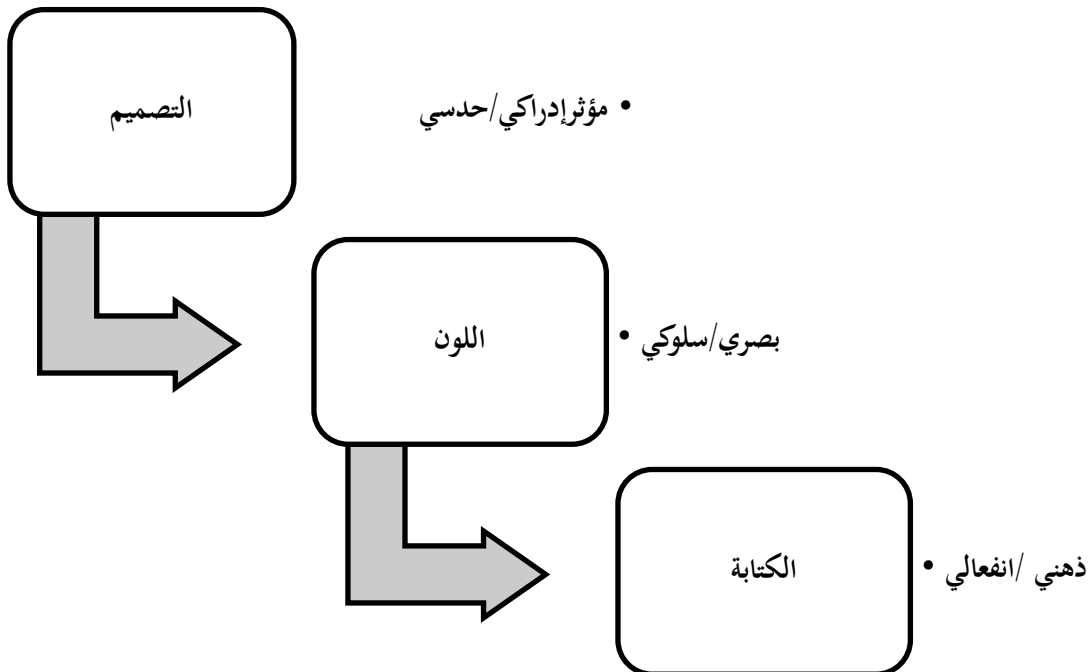 التصميم
• مؤثرإدراكي/حدسي
اللون
بصري/سلوكي •
الكتابة
ذهني /انفعالي •